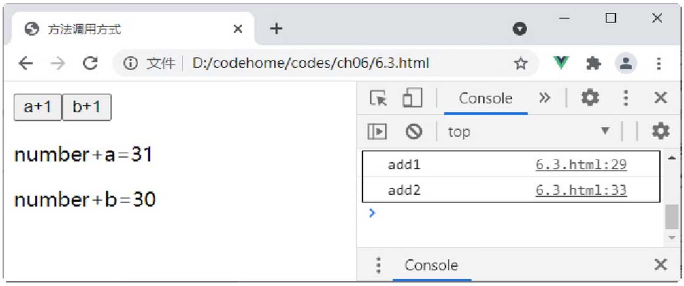 方法调用方式
文件 D:/codehome/codes/ch06/6.3.html
a+1 b+1
number+a=31
number+b=30
Console
top
add1 6.3.html:29
add2 6.3.html:33
Console